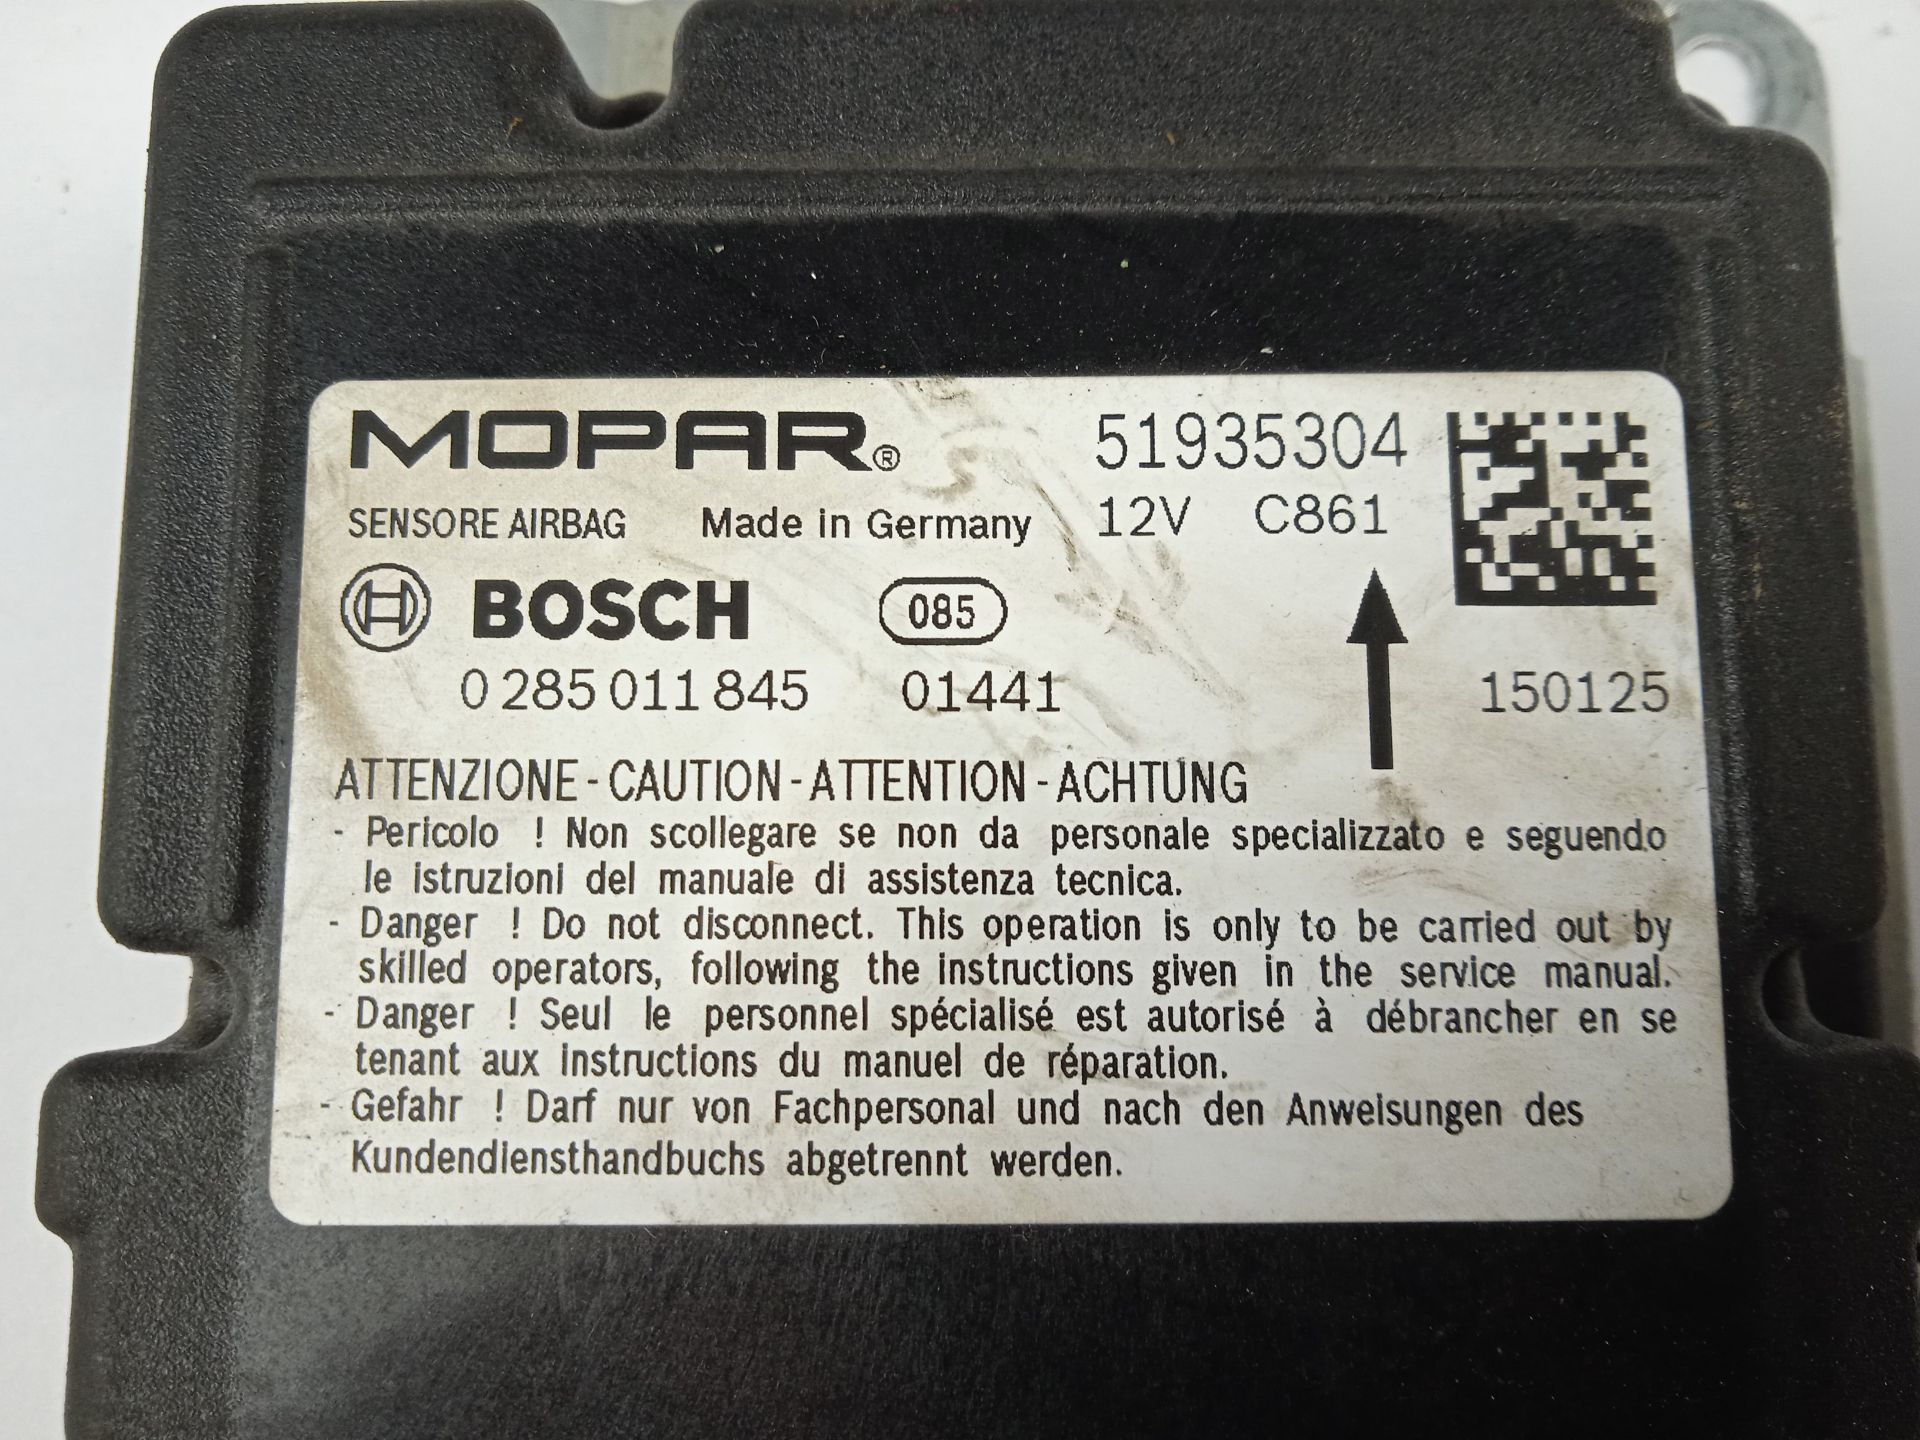 MOPAR® 51935304
SENSORE AIRBAG Made in Germany 12V C861
BOSCH 085
0 285 011 845 01441 150125
ATTENZIONE - CAUTION - ATTENTION - ACHTUNG
- Pericolo ! Non scollegare se non da personale specializzato e seguendo
le istruzioni del manuale di assistenza tecnica.
- Danger ! Do not disconnect. This operation is only to be carried out by
skilled operators, following the instructions given in the service manual.
- Danger ! Seul le personnel spécialisé est autorisé à débrancher en se
tenant aux instructions du manuel de réparation.
- Gefahr ! Darf nur von Fachpersonal und nach den Anweisungen des
Kundendiensthandbuchs abgetrennt werden.